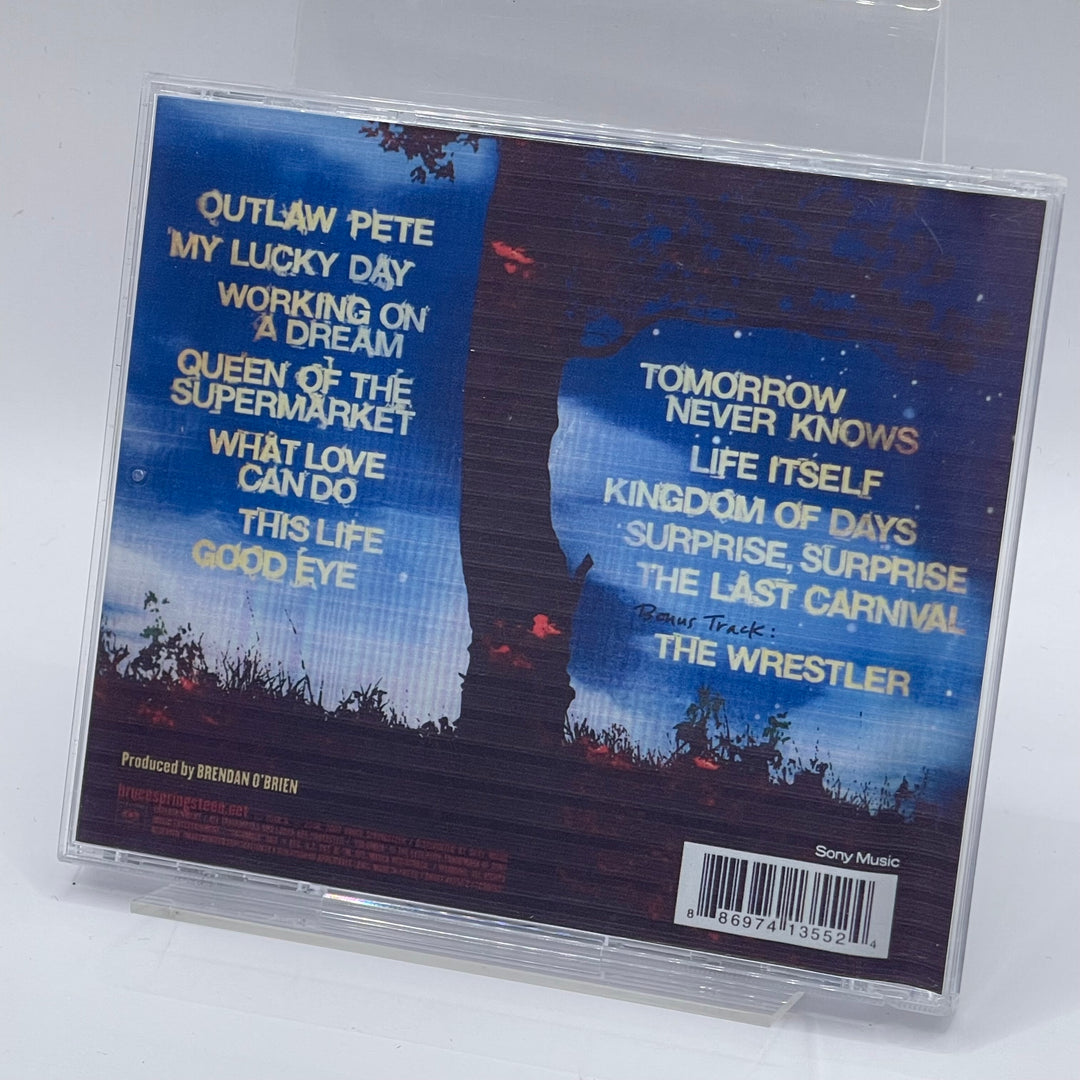 OUTLAW PETE
MY LUCKY DAY
WORKING ON
A DREAM
QUEEN OF THE
SUPERMARKET
WHAT LOVE
CAN DO
THIS LIFE
GOOD EYE
TOMORROW
NEVER KNOWS
LIFE ITSELF
KINGDOM OF DAYS
SURPRISE, SURPRISE
THE LAST CARNIVAL
Bonus Track:
THE WRESTLER
Produced by BRENDAN O'BRIEN
brucespringsteen.net
Sony Music
8 86974 13552 4